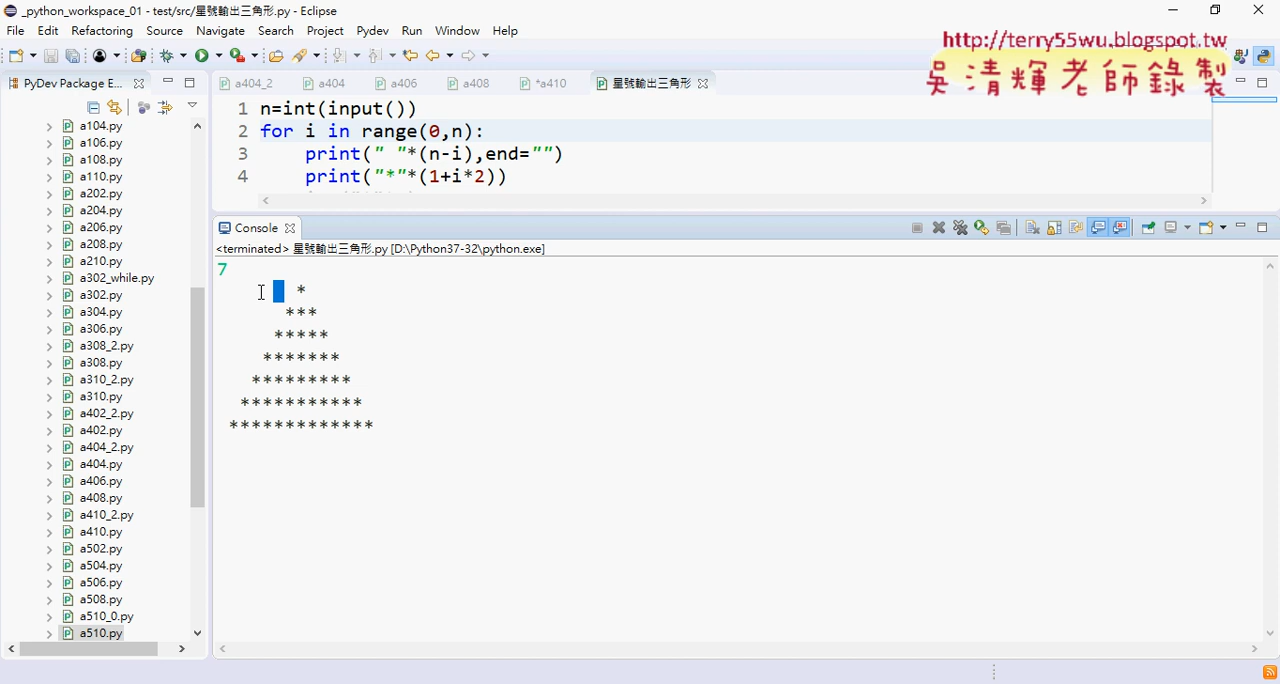 _python_workspace_01 - test/src/星號輸出三角形.py - Eclipse
File Edit Refactoring Source Navigate Search Project Pydev Run Window Help
http://terry55wu.blogspot.tw
吳清輝老師錄製
PyDev Package E...
a404_2 a404 a406 a408 *a410 星號輸出三角形
a104.py
a106.py
a108.py
a110.py
a202.py
a204.py
a206.py
a208.py
a210.py
a302_while.py
a302.py
a304.py
a306.py
a308_2.py
a308.py
a310_2.py
a310.py
a402_2.py
a402.py
a404_2.py
a404.py
a406.py
a408.py
a410_2.py
a410.py
a502.py
a504.py
a506.py
a508.py
a510_0.py
a510.py
1 n=int(input())
2 for i in range(0,n):
3     print(" "*(n-i),end="")
4     print("*"*(1+i*2))
Console
<terminated> 星號輸出三角形.py [D:\Python37-32\python.exe]
7
       *
      ***
     *****
    *******
   *********
  ***********
 *************